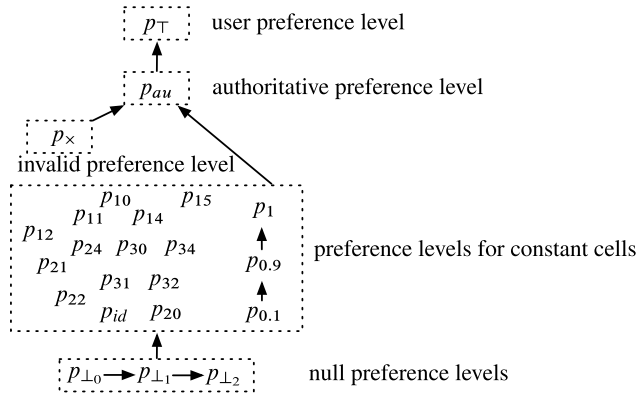 p⊤ user preference level
p_au authoritative preference level
p×
invalid preference level
p10 p15
p11 p14 p1
p12
p24 p30 p34 preference levels for constant cells
p21 p0.9
p31 p32
p22
p_id p20 p0.1
p⊥0 p⊥1 p⊥2 null preference levels